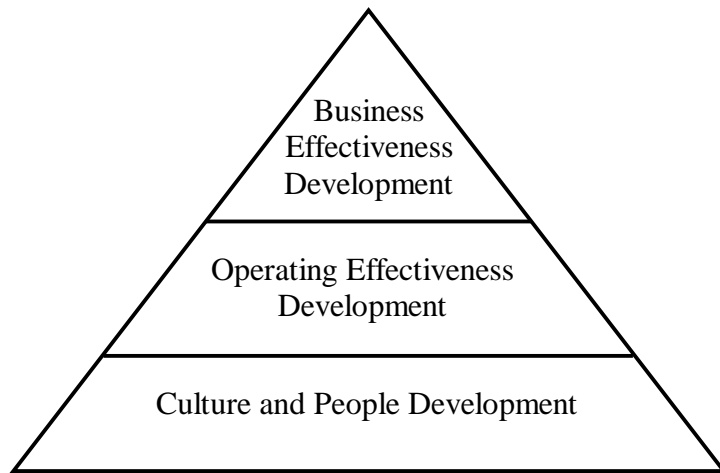 Business
Effectiveness
Development
Operating Effectiveness
Development
Culture and People Development